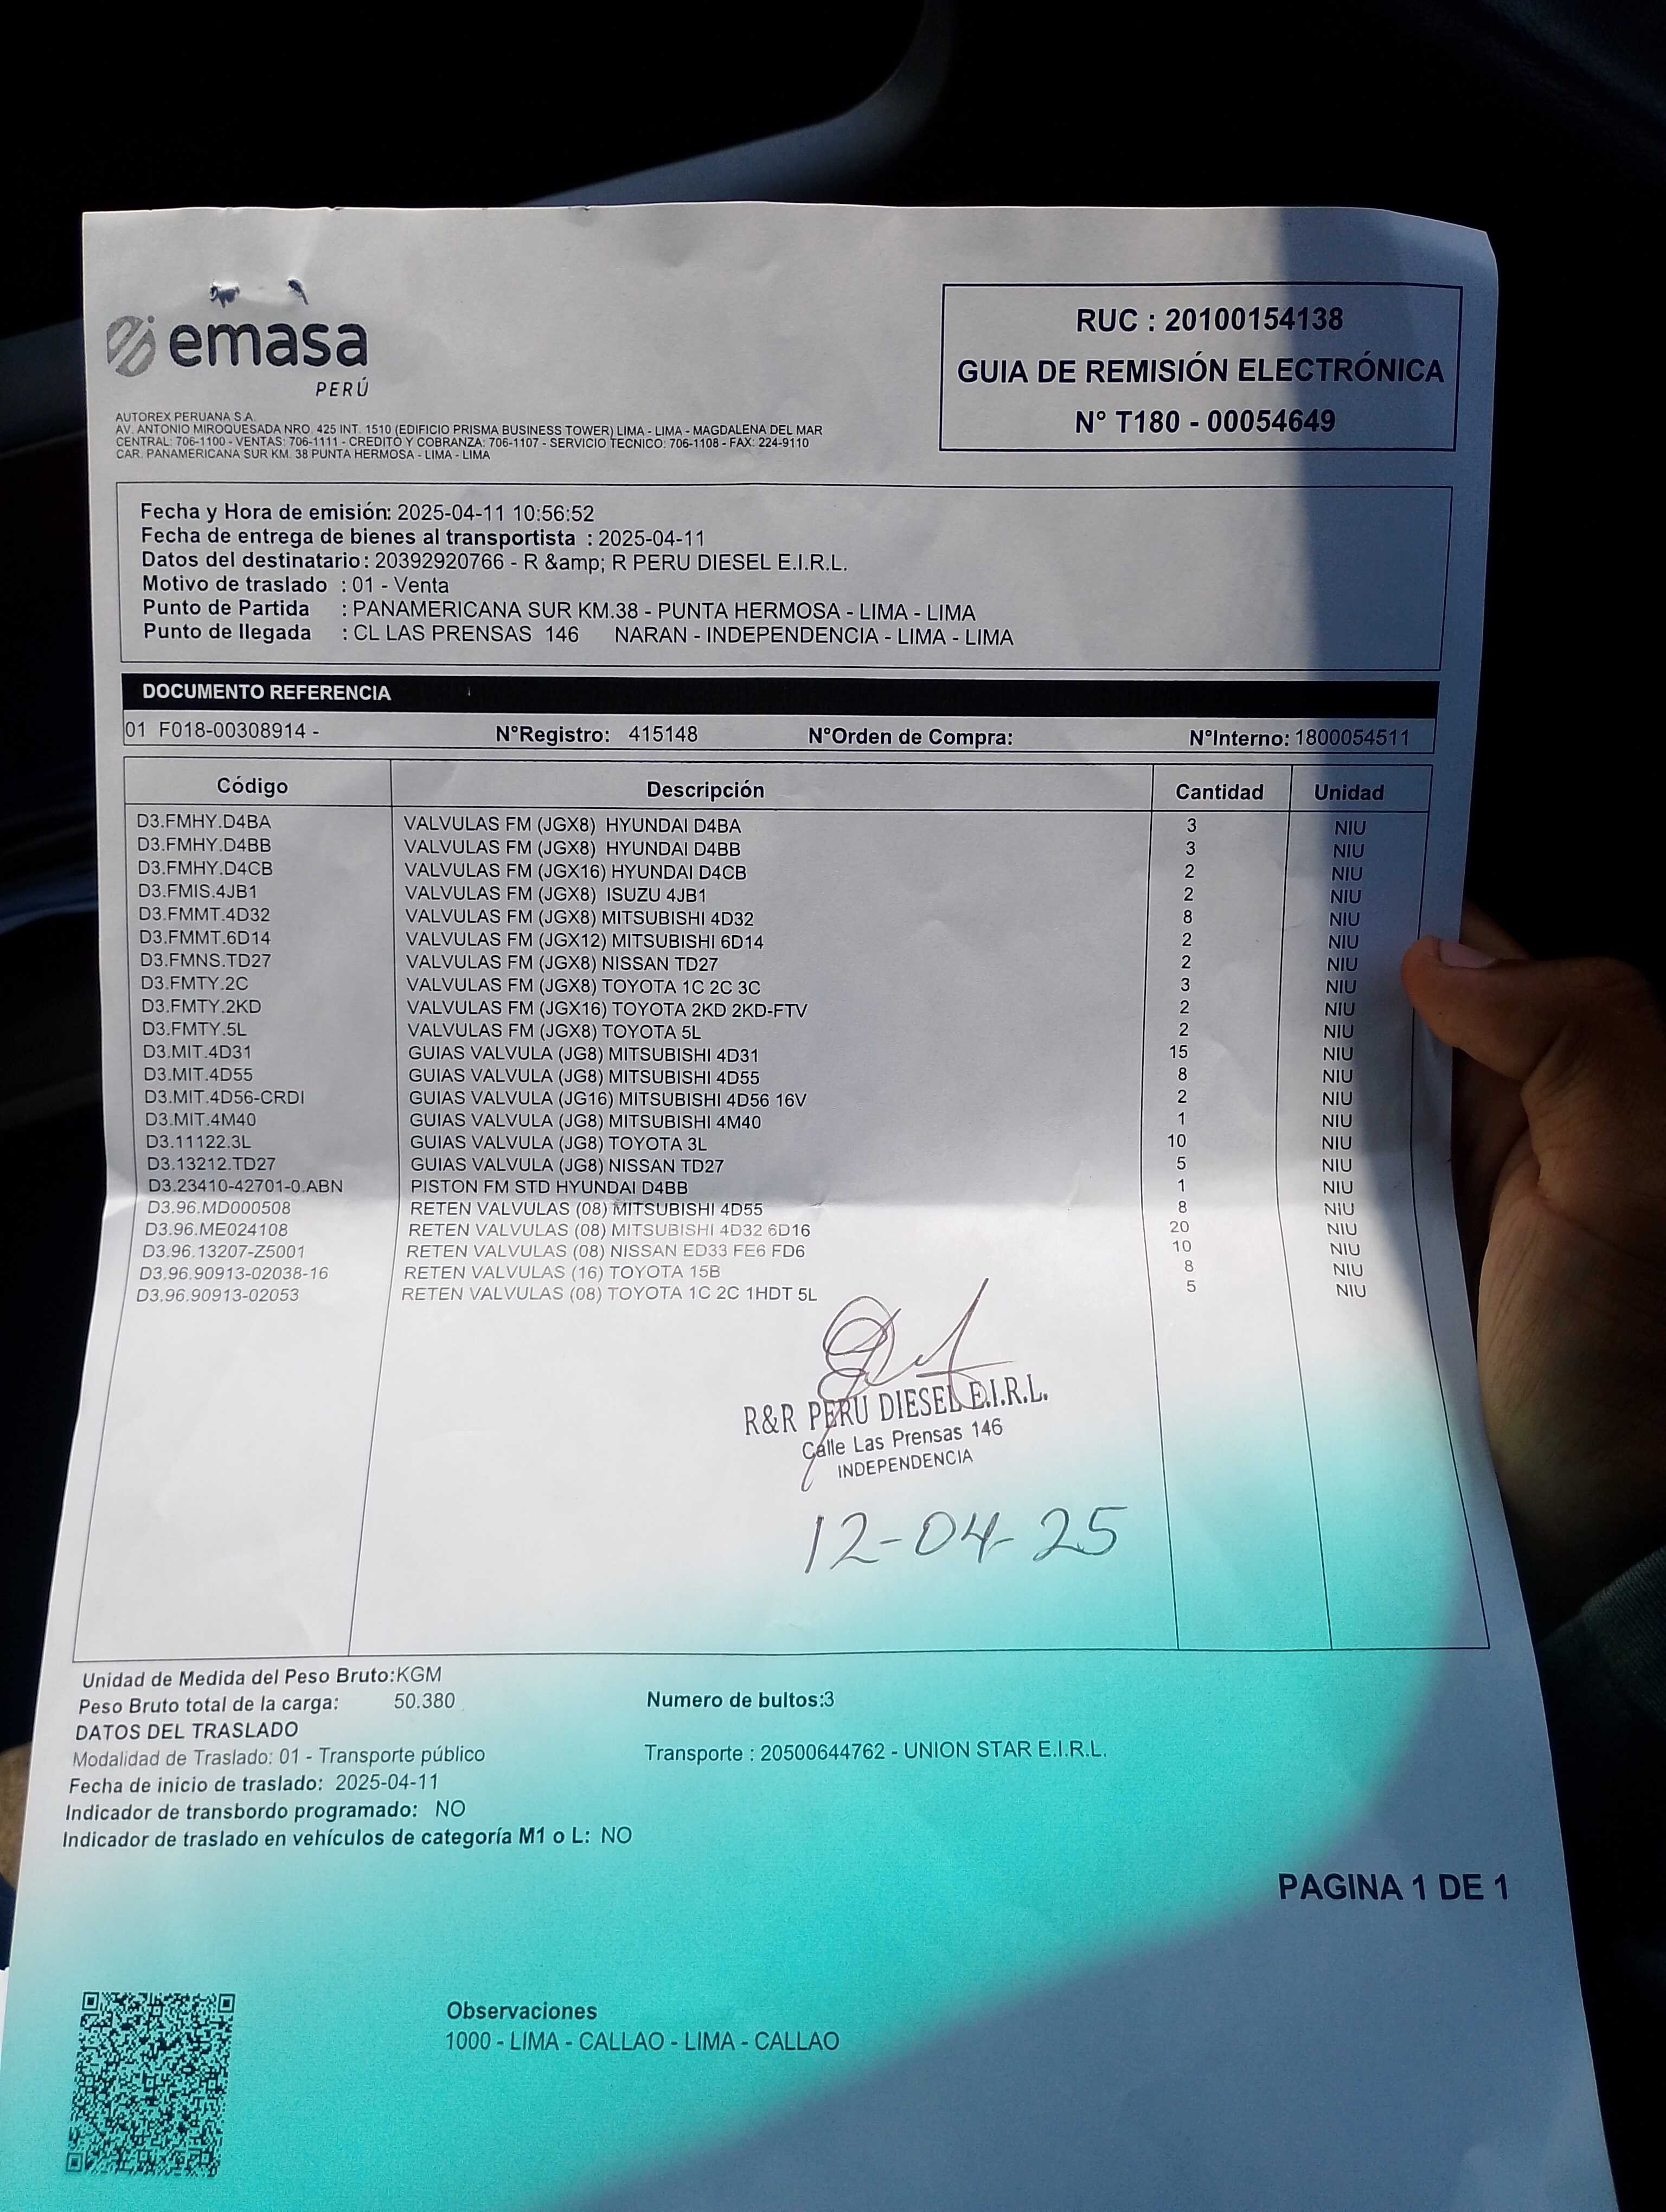 emasa
PERÚ
RUC : 20100154138
GUIA DE REMISIÓN ELECTRÓNICA
N° T180 - 00054649
AUTOREX PERUANA S.A.
AV. ANTONIO MIROQUESADA NRO. 425 INT. 1510 (EDIFICIO PRISMA BUSINESS TOWER) LIMA - LIMA - MAGDALENA DEL MAR
CENTRAL: 706-1100 - VENTAS: 706-1111 - CREDITO Y COBRANZA: 706-1107 - SERVICIO TECNICO: 706-1108 - FAX: 224-9110
CAR. PANAMERICANA SUR KM. 38 PUNTA HERMOSA - LIMA - LIMA
Fecha y Hora de emisión: 2025-04-11 10:56:52
Fecha de entrega de bienes al transportista : 2025-04-11
Datos del destinatario: 20392920766 - R &amp; R PERU DIESEL E.I.R.L.
Motivo de traslado : 01 - Venta
Punto de Partida : PANAMERICANA SUR KM.38 - PUNTA HERMOSA - LIMA - LIMA
Punto de llegada : CL LAS PRENSAS 146 NARAN - INDEPENDENCIA - LIMA - LIMA
DOCUMENTO REFERENCIA
01 F018-00308914 - N°Registro: 415148 N°Orden de Compra: N°Interno: 1800054511
Código Descripción Cantidad Unidad
D3.FMHY.D4BA VALVULAS FM (JGX8) HYUNDAI D4BA 3 NIU
D3.FMHY.D4BB VALVULAS FM (JGX8) HYUNDAI D4BB 3 NIU
D3.FMHY.D4CB VALVULAS FM (JGX16) HYUNDAI D4CB 2 NIU
D3.FMIS.4JB1 VALVULAS FM (JGX8) ISUZU 4JB1 2 NIU
D3.FMMT.4D32 VALVULAS FM (JGX8) MITSUBISHI 4D32 8 NIU
D3.FMMT.6D14 VALVULAS FM (JGX12) MITSUBISHI 6D14 2 NIU
D3.FMNS.TD27 VALVULAS FM (JGX8) NISSAN TD27 2 NIU
D3.FMTY.2C VALVULAS FM (JGX8) TOYOTA 1C 2C 3C 3 NIU
D3.FMTY.2KD VALVULAS FM (JGX16) TOYOTA 2KD 2KD-FTV 2 NIU
D3.FMTY.5L VALVULAS FM (JGX8) TOYOTA 5L 2 NIU
D3.MIT.4D31 GUIAS VALVULA (JG8) MITSUBISHI 4D31 15 NIU
D3.MIT.4D55 GUIAS VALVULA (JG8) MITSUBISHI 4D55 8 NIU
D3.MIT.4D56-CRDI GUIAS VALVULA (JG16) MITSUBISHI 4D56 16V 2 NIU
D3.MIT.4M40 GUIAS VALVULA (JG8) MITSUBISHI 4M40 1 NIU
D3.11122.3L GUIAS VALVULA (JG8) TOYOTA 3L 10 NIU
D3.13212.TD27 GUIAS VALVULA (JG8) NISSAN TD27 5 NIU
D3.23410-42701-0.ABN PISTON FM STD HYUNDAI D4BB 1 NIU
D3.96.MD000508 RETEN VALVULAS (08) MITSUBISHI 4D55 8 NIU
D3.96.ME024108 RETEN VALVULAS (08) MITSUBISHI 4D32 6D16 20 NIU
D3.96.13207-Z5001 RETEN VALVULAS (08) NISSAN ED33 FE6 FD6 10 NIU
D3.96.90913-02038-16 RETEN VALVULAS (16) TOYOTA 15B 8 NIU
D3.96.90913-02053 RETEN VALVULAS (08) TOYOTA 1C 2C 1HDT 5L 5 NIU
R&R PERU DIESEL E.I.R.L.
Calle Las Prensas 146
INDEPENDENCIA
12-04-25
Unidad de Medida del Peso Bruto:KGM
Peso Bruto total de la carga: 50.380 Numero de bultos:3
DATOS DEL TRASLADO
Modalidad de Traslado: 01 - Transporte público Transporte : 20500644762 - UNION STAR E.I.R.L.
Fecha de inicio de traslado: 2025-04-11
Indicador de transbordo programado: NO
Indicador de traslado en vehículos de categoría M1 o L: NO
PAGINA 1 DE 1
Observaciones
1000 - LIMA - CALLAO - LIMA - CALLAO